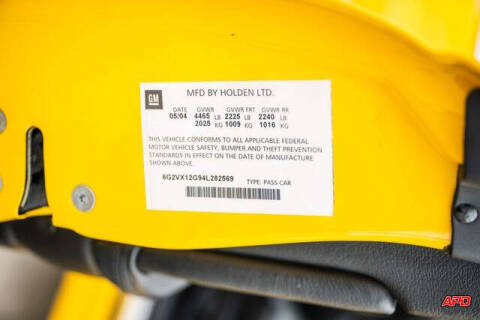 GM
MFD BY HOLDEN LTD.
DATE GVWR GVWR FRT GVWR RR
05/04 4465 LB 2225 LB 2240 LB
2025 KG 1009 KG 1016 KG
THIS VEHICLE CONFORMS TO ALL APPLICABLE FEDERAL
MOTOR VEHICLE SAFETY, BUMPER AND THEFT PREVENTION
STANDARDS IN EFFECT ON THE DATE OF MANUFACTURE
SHOWN ABOVE.
6G2VX12G94L282569 TYPE: PASS CAR
APD